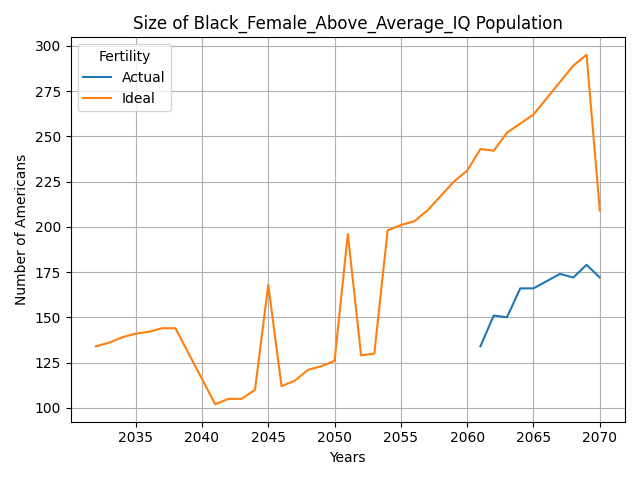 Size of Black_Female_Above_Average_IQ Population
Fertility
Actual
Ideal
300
275
250
225
200
175
150
125
100
Number of Americans
2035 2040 2045 2050 2055 2060 2065 2070
Years